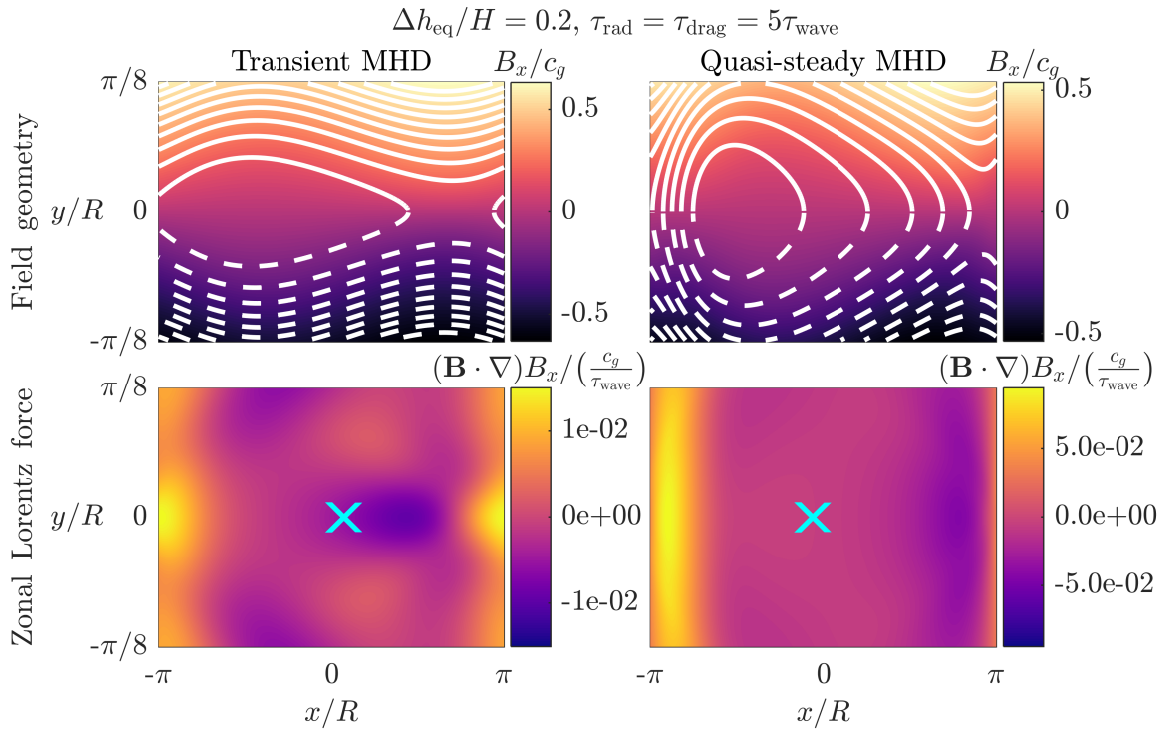 Δh_eq/H = 0.2, τ_rad = τ_drag = 5τ_wave
Transient MHD
B_x/c_g
Quasi-steady MHD
B_x/c_g
Field geometry
y/R
π/8
0
-π/8
0.5
0
-0.5
π/8
0
-π/8
0.5
0
-0.5
(B · ∇)B_x/(c_g/τ_wave)
(B · ∇)B_x/(c_g/τ_wave)
Zonal Lorentz force
y/R
π/8
0
-π/8
1e-02
0e+00
-1e-02
5.0e-02
0.0e+00
-5.0e-02
-π
0
π
x/R
-π
0
π
x/R